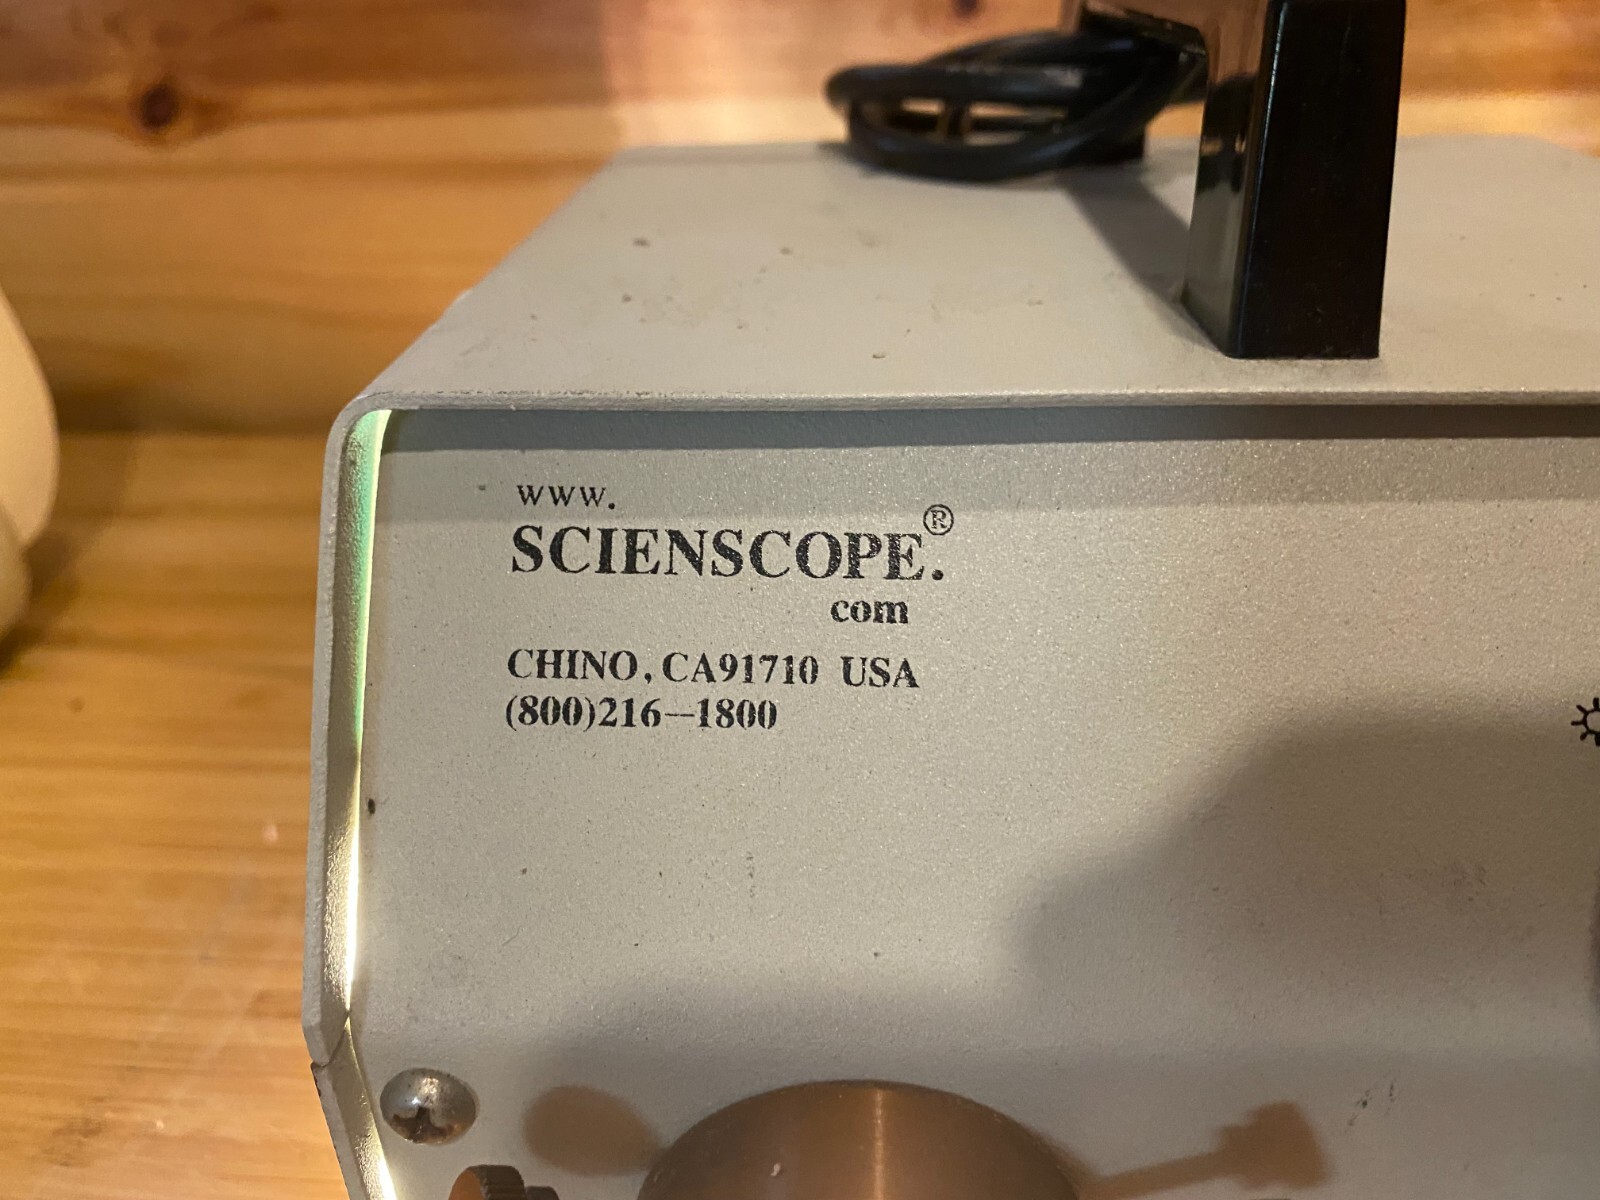 www.
SCIENSCOPE.®
com
CHINO, CA91710 USA
(800)216-1800